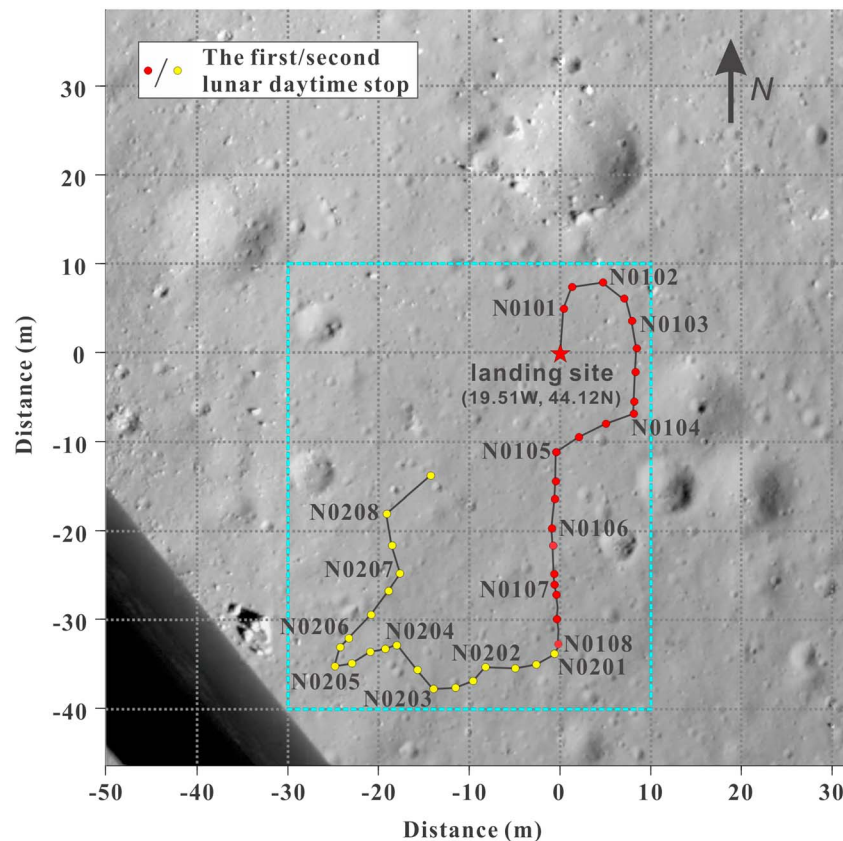 The first/second
lunar daytime stop
N
30
20
10
0
-10
-20
-30
-40
Distance (m)
N0102
N0101
N0103
landing site
(19.51W, 44.12N)
N0104
N0105
N0208
N0106
N0207
N0107
N0206
N0204
N0108
N0202
N0201
N0205
N0203
-50
-40
-30
-20
-10
0
10
20
30
Distance (m)